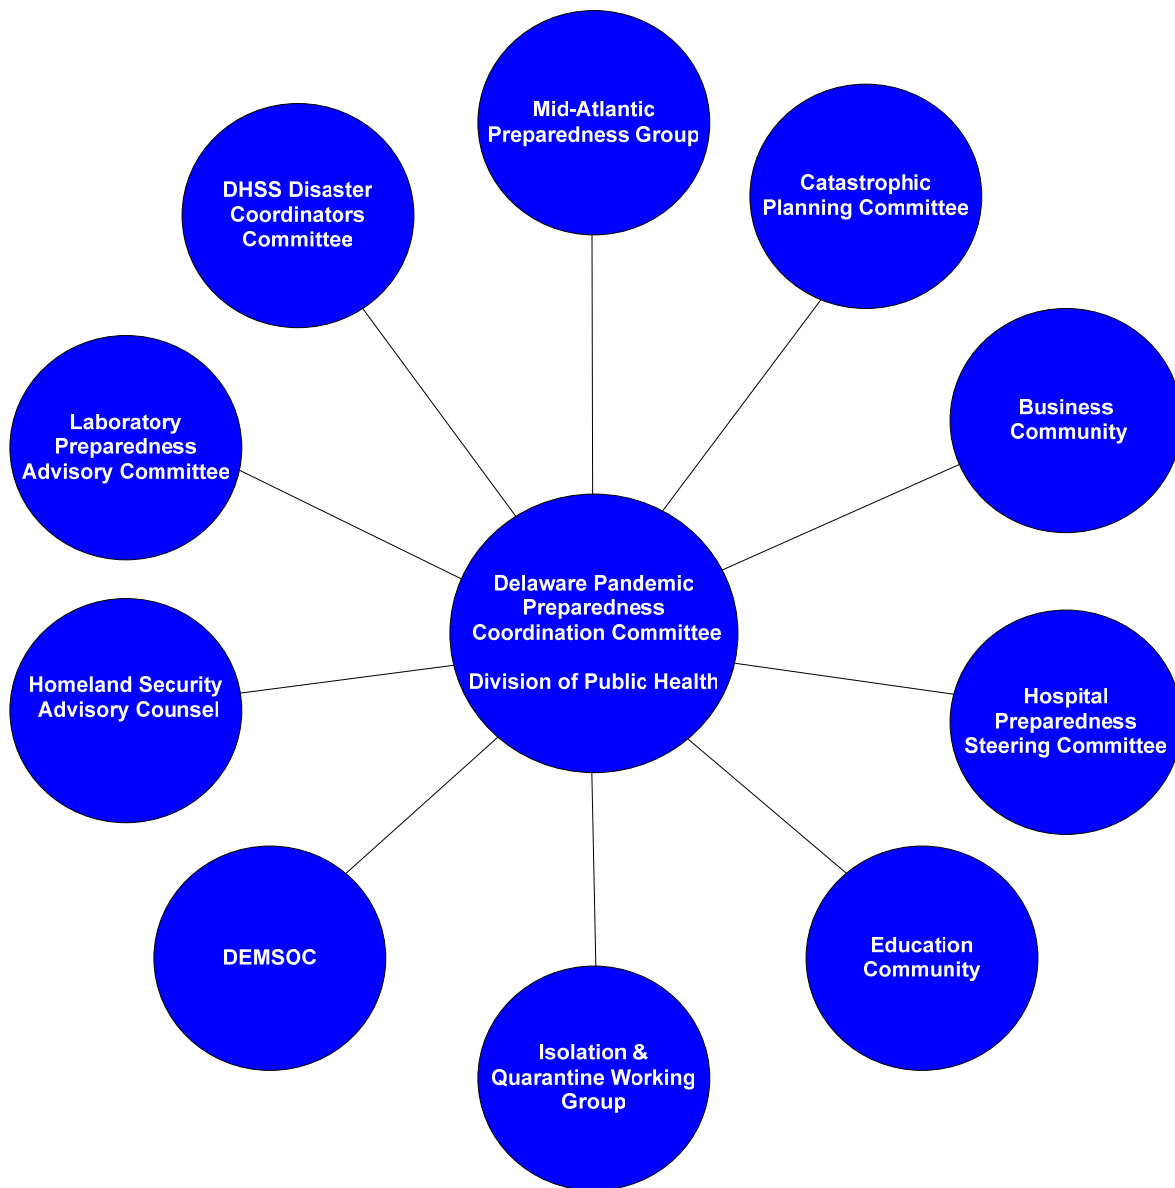 Mid-Atlantic
Preparedness Group
Catastrophic
Planning Committee
DHSS Disaster
Coordinators
Committee
Business
Community
Laboratory
Preparedness
Advisory Committee
Delaware Pandemic
Preparedness
Coordination Committee
Division of Public Health
Homeland Security
Advisory Counsel
Hospital
Preparedness
Steering Committee
DEMSOC
Education
Community
Isolation &
Quarantine Working
Group